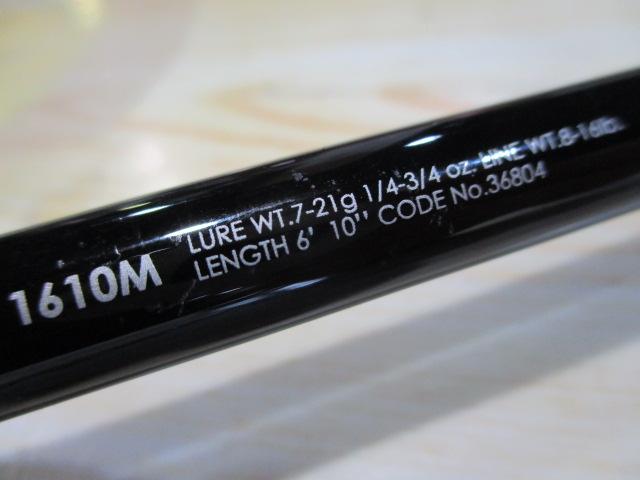 1610M
LURE WT.7-21g 1/4-3/4 oz. LINE WT.8-16lb.
LENGTH 6' 10'' CODE No.36804